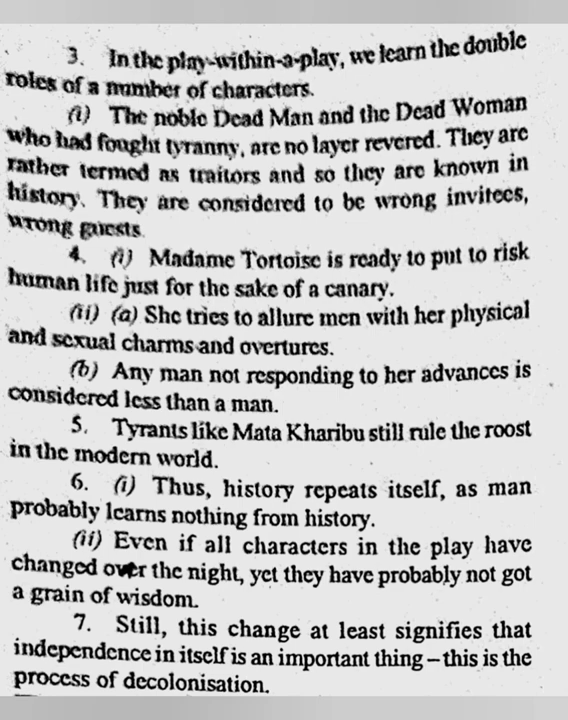 3. In the play-within-a-play, we learn the double
roles of a number of characters.
(i) The noble Dead Man and the Dead Woman
who had fought tyranny, are no layer revered. They are
rather termed as traitors and so they are known in
history. They are considered to be wrong invitees,
wrong guests.
4. (i) Madame Tortoise is ready to put to risk
human life just for the sake of a canary.
(ii) (a) She tries to allure men with her physical
and sexual charms and overtures.
(b) Any man not responding to her advances is
considered less than a man.
5. Tyrants like Mata Kharibu still rule the roost
in the modern world.
6. (i) Thus, history repeats itself, as man
probably learns nothing from history.
(ii) Even if all characters in the play have
changed over the night, yet they have probably not got
a grain of wisdom.
7. Still, this change at least signifies that
independence in itself is an important thing – this is the
process of decolonisation.